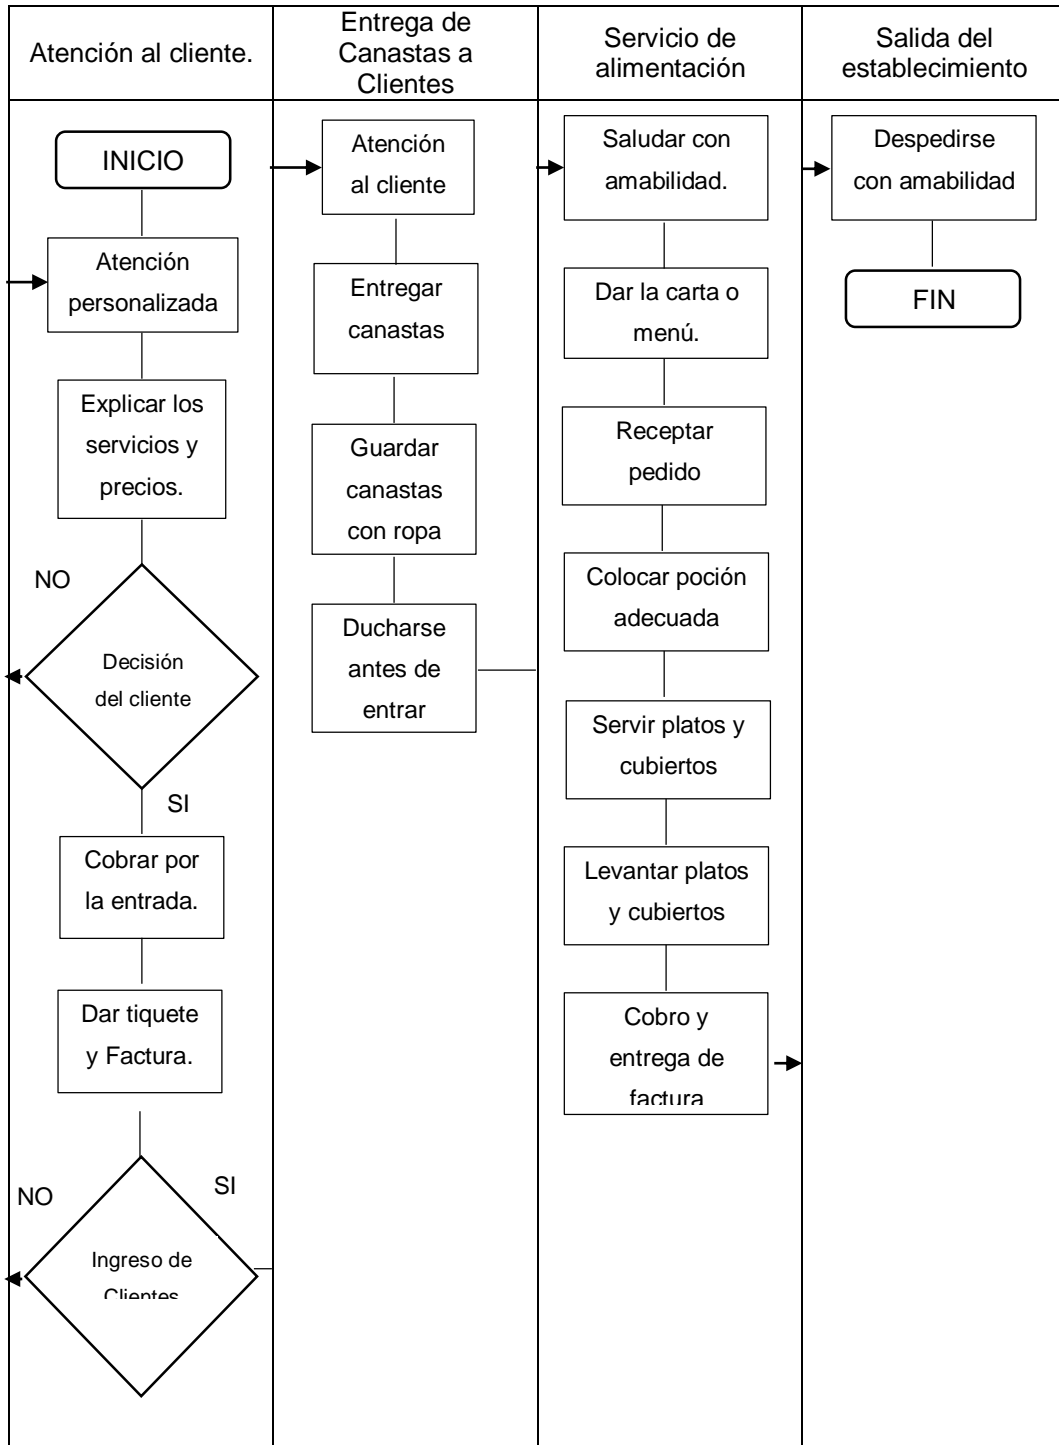 Atención al cliente.
Entrega de
Canastas a
Clientes
Servicio de
alimentación
Salida del
establecimiento
INICIO
Atención
personalizada
Explicar los
servicios y
precios.
NO
Decisión
del cliente
SI
Cobrar por
la entrada.
Dar tiquete
y Factura.
NO
SI
Ingreso de
Clientes
Atención
al cliente
Entregar
canastas
Guardar
canastas
con ropa
Ducharse
antes de
entrar
Saludar con
amabilidad.
Dar la carta o
menú.
Receptar
pedido
Colocar poción
adecuada
Servir platos y
cubiertos
Levantar platos
y cubiertos
Cobro y
entrega de
factura
Despedirse
con amabilidad
FIN